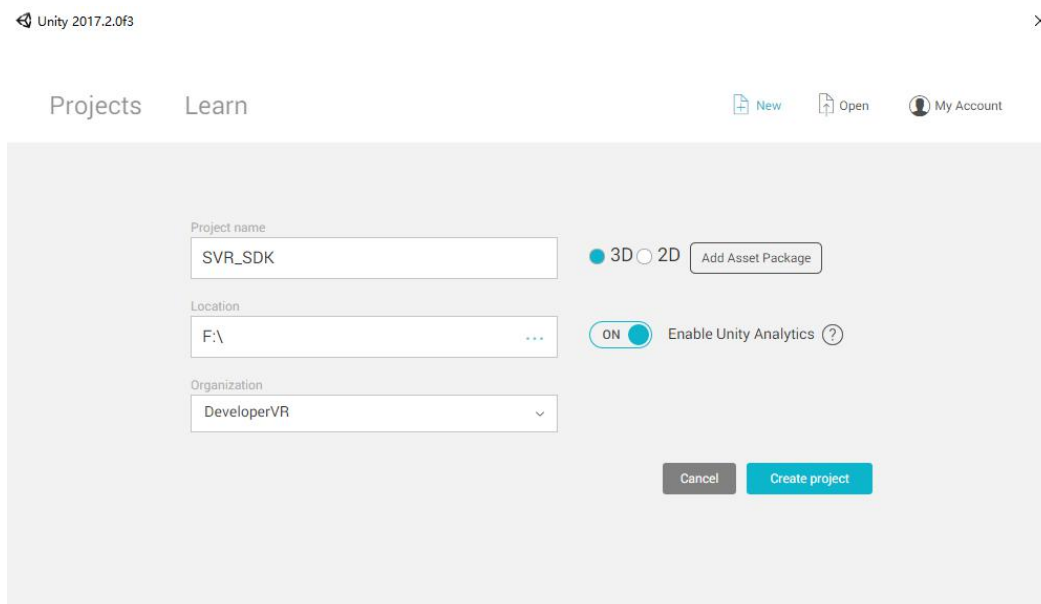 Unity 2017.2.0f3
Projects Learn New Open My Account
Project name
SVR_SDK
3D 2D Add Asset Package
Location
F:\ ...
ON Enable Unity Analytics ?
Organization
DeveloperVR
Cancel Create project